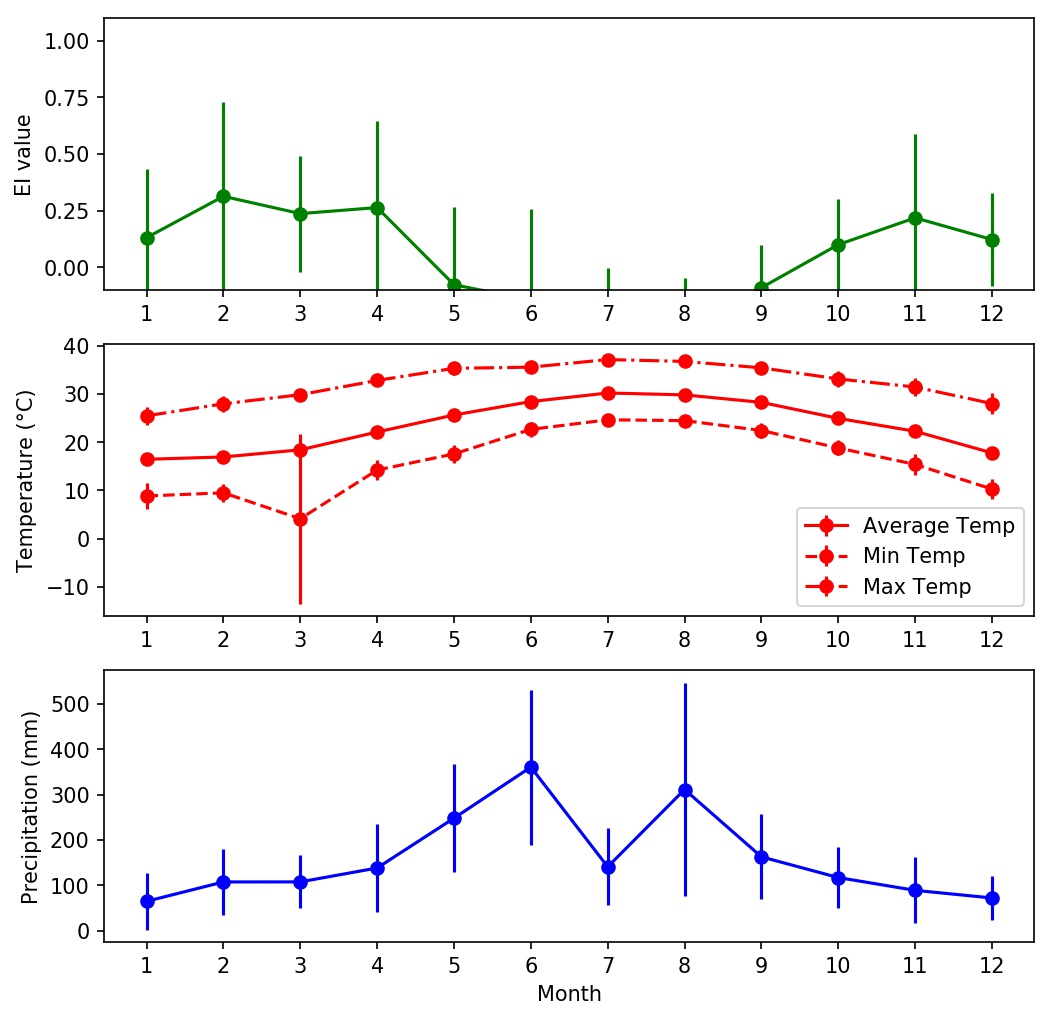 EI value
1.00
0.75
0.50
0.25
0.00
1 2 3 4 5 6 7 8 9 10 11 12
Temperature (°C)
40
30
20
10
0
−10
Average Temp
Min Temp
Max Temp
1 2 3 4 5 6 7 8 9 10 11 12
Precipitation (mm)
500
400
300
200
100
0
1 2 3 4 5 6 7 8 9 10 11 12
Month